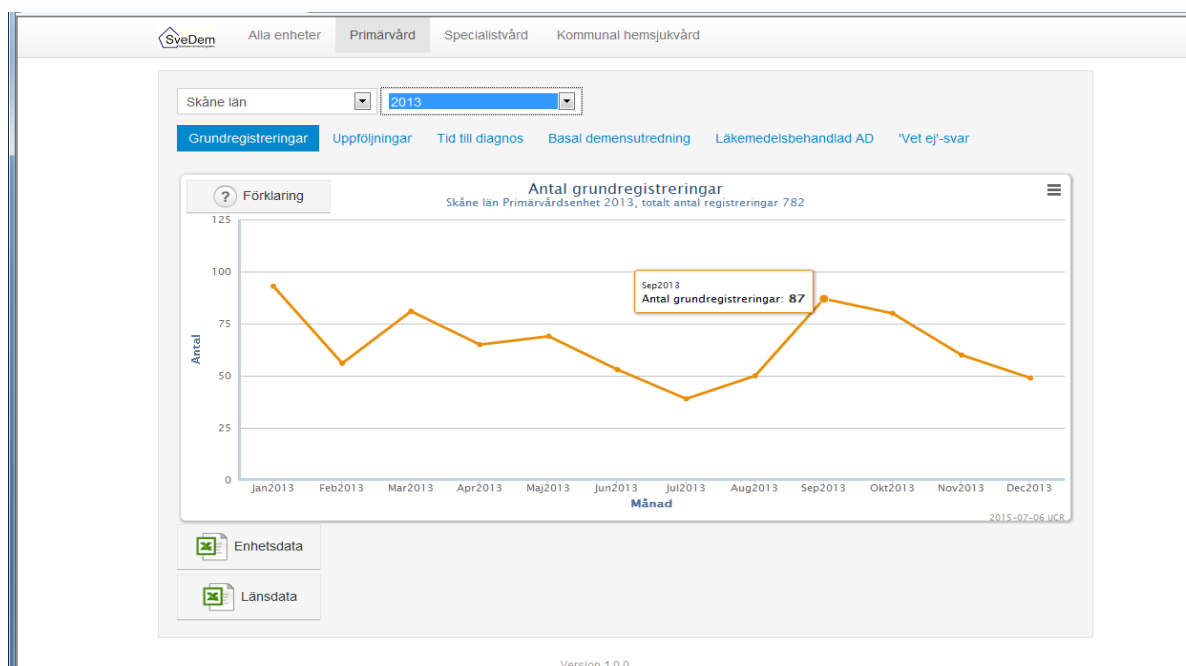 SveDem
Alla enheter Primärvård Specialistvård Kommunal hemsjukvård
Skåne län 2013
Grundregistreringar Uppföljningar Tid till diagnos Basal demensutredning Läkemedelsbehandlad AD 'Vet ej'-svar
? Förklaring
Antal grundregistreringar
Skåne län Primärvårdsenhet 2013, totalt antal registreringar 782
125
100
75
50
25
0
Antal
Sep2013
Antal grundregistreringar: 87
Jan2013 Feb2013 Mar2013 Apr2013 Maj2013 Jun2013 Jul2013 Aug2013 Sep2013 Okt2013 Nov2013 Dec2013
Månad
2015-07-06 UCR
Enhetsdata
Länsdata
Version 1.0.0